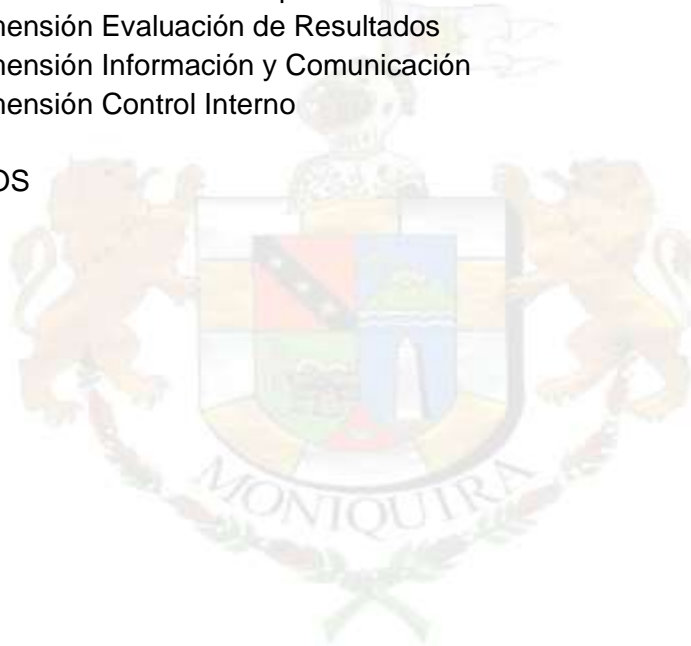 mensión Evaluación de Resultados
mensión Información y Comunicación
mensión Control Interno
OS
MONIQUIRA